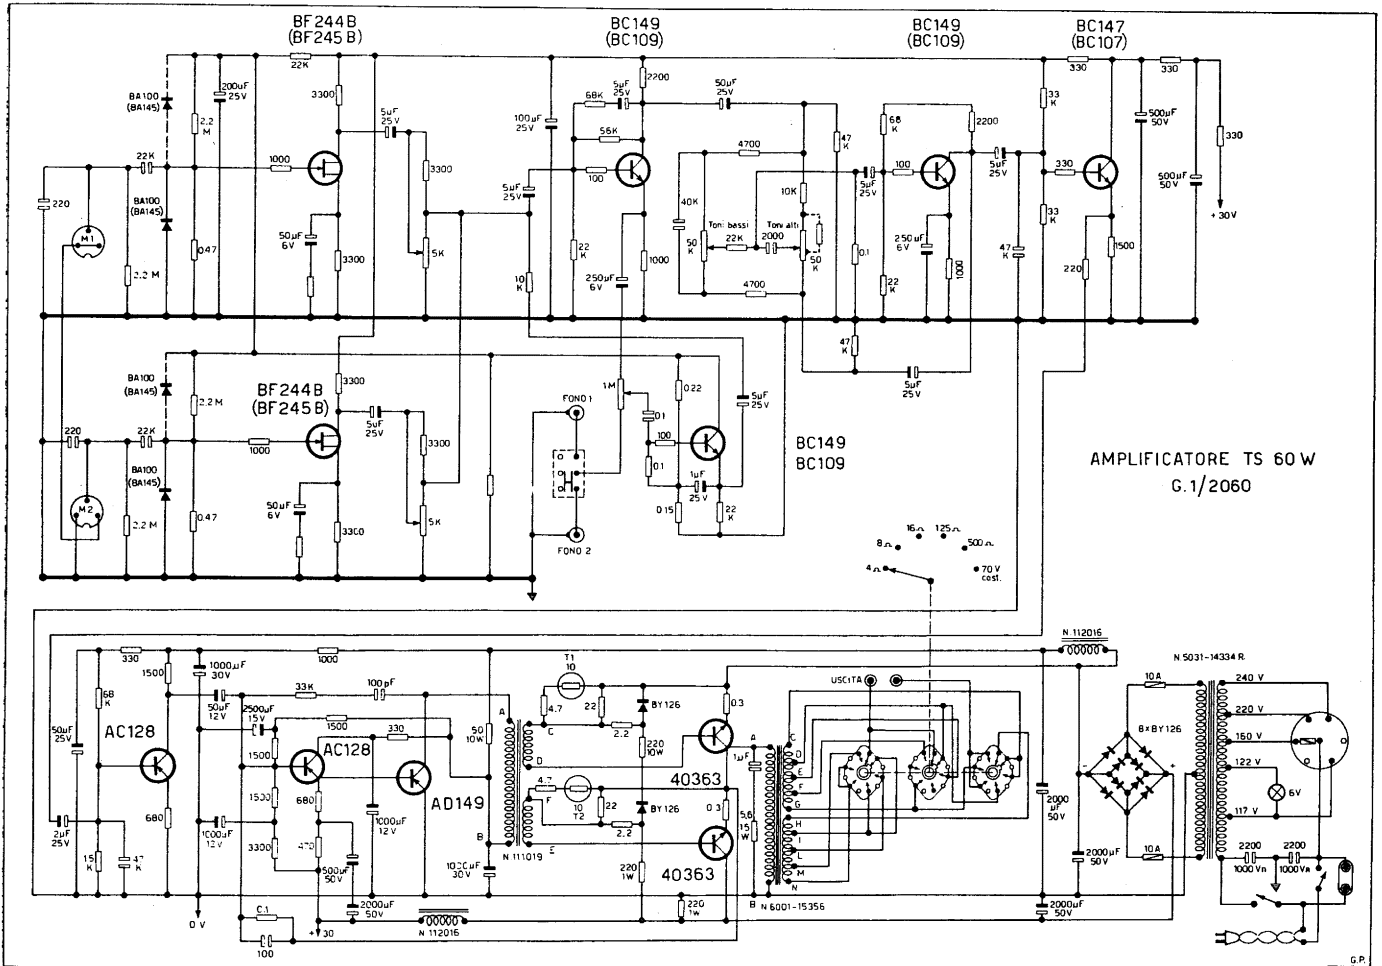 BF244B
(BF245B)
BC149
(BC109)
BC149
(BC109)
BC147
(BC107)
22K
2200
330
330
BA100
(BA145)
200µF
25V
3300
5µF
25V
68K
5µF
25V
50µF
25V
33
K
2.2
M
100µF
25V
56K
47
K
68
K
2200
500µF
50V
330
22K
1000
3300
100
4700
5µF
25V
100
5µF
25V
330
500µF
50V
220
BA100
(BA145)
5µF
25V
10K
40K
33
K
+30V
M1
50µF
6V
Toni bassi
Toni alti
50
K
22K
2000
50
K
0.47
3300
5K
22
K
1000
0.1
250µF
6V
47
K
1500
2.2 M
10
K
250µF
6V
22
K
1000
220
4700
47
K
BA100
(BA145)
3300
5µF
25V
BF244B
(BF245B)
2.2M
5µF
25V
FONO 1
1M
0.22
5µF
25V
220
22K
1000
3300
0.1
100
BC149
BC109
AMPLIFICATORE TS 60W
G.1/2060
BA100
(BA145)
0.1
1µF
25V
M2
50µF
6V
2.2 M
0.47
3300
5K
0.15
22
K
FONO 2
4Ω
8Ω
16Ω
125Ω
500Ω
70V
cost.
N.112016
N.5031-14334R
330
1000µF
30V
1000
T1
10
USCITA
10A
240 V
1500
33K
100pF
68
K
50µF
12V
2500µF
15V
1500
330
A
4.7
22
BY126
0.3
220 V
50µF
25V
AC128
AC128
50
10W
C
2.2
C
8×BY126
160 V
1500
AD149
D
220
10W
A
1µF
D
E
122 V
1500
680
4.7
10
T2
40363
F
G
6V
680
1000µF
12V
F
22
BY126
0.3
5.6
15
W
H
2000
µF
50V
117 V
2µF
25V
1000µF
12V
B
2.2
I
15
K
47
K
3300
470
500µF
50V
N.111019
E
L
2000µF
50V
10A
2200
1000Vn
2200
1000Vn
1000µF
30V
220
1W
40363
M
N
2000µF
50V
220
1W
B
N 6001-15356
2000µF
50V
0 V
0.1
+30
N.112016
100
G.P.